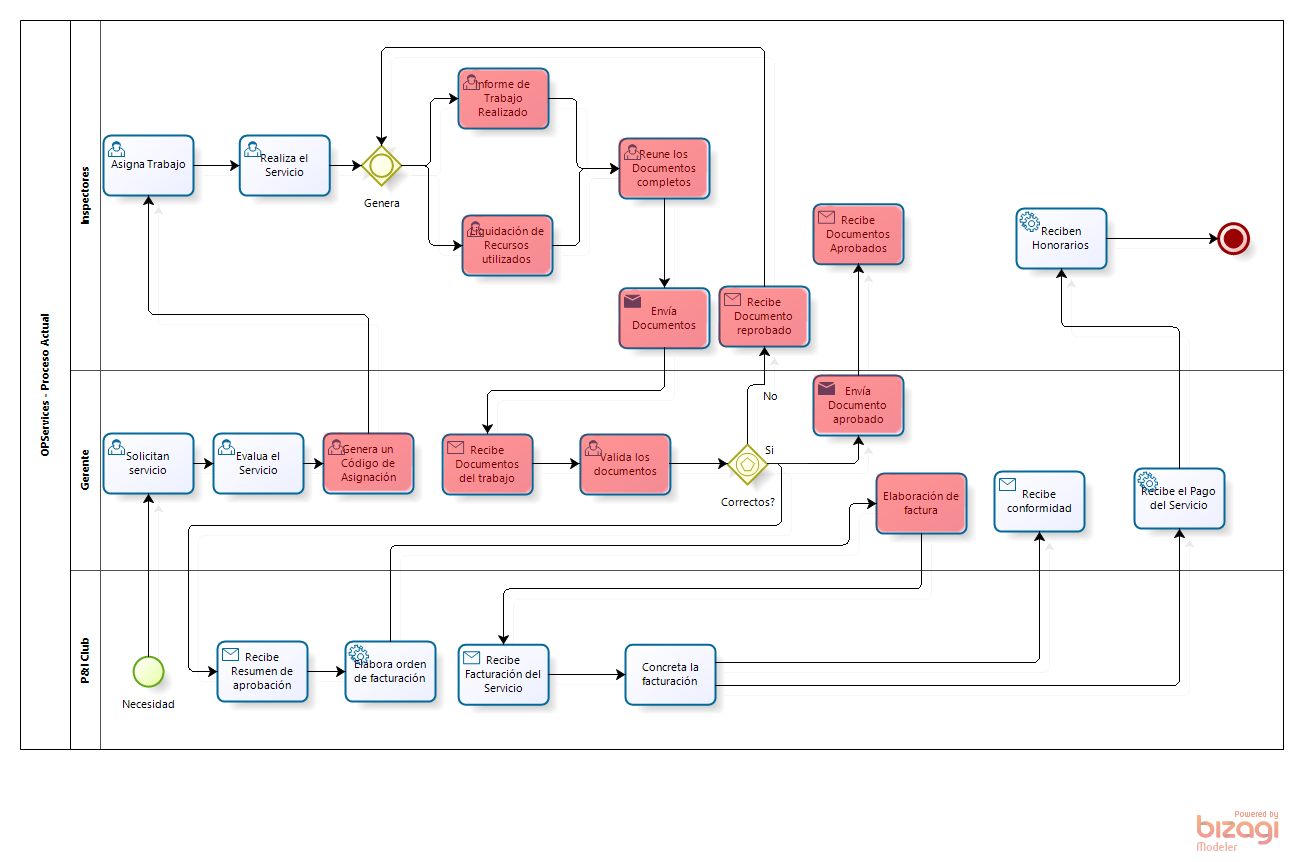 OPServices - Proceso Actual
Inspectores
Informe de
Trabajo
Realizado
Asigna Trabajo
Realiza el
Servicio
Genera
Reune los
Documentos
completos
Liquidación de
Recursos
utilizados
Recibe
Documentos
Aprobados
Reciben
Honorarios
Envía
Documentos
Recibe
Documento
reprobado
Gerente
No
Envía
Documento
aprobado
Solicitan
servicio
Evalua el
Servicio
Genera un
Código de
Asignación
Recibe
Documentos
del trabajo
Valida los
documentos
Si
Correctos?
Elaboración de
factura
Recibe
conformidad
Recibe el Pago
del Servicio
P&I Club
Necesidad
Recibe
Resumen de
aprobación
Elabora orden
de facturación
Recibe
Facturación del
Servicio
Concreta la
facturación
Powered by
bizagi
Modeler